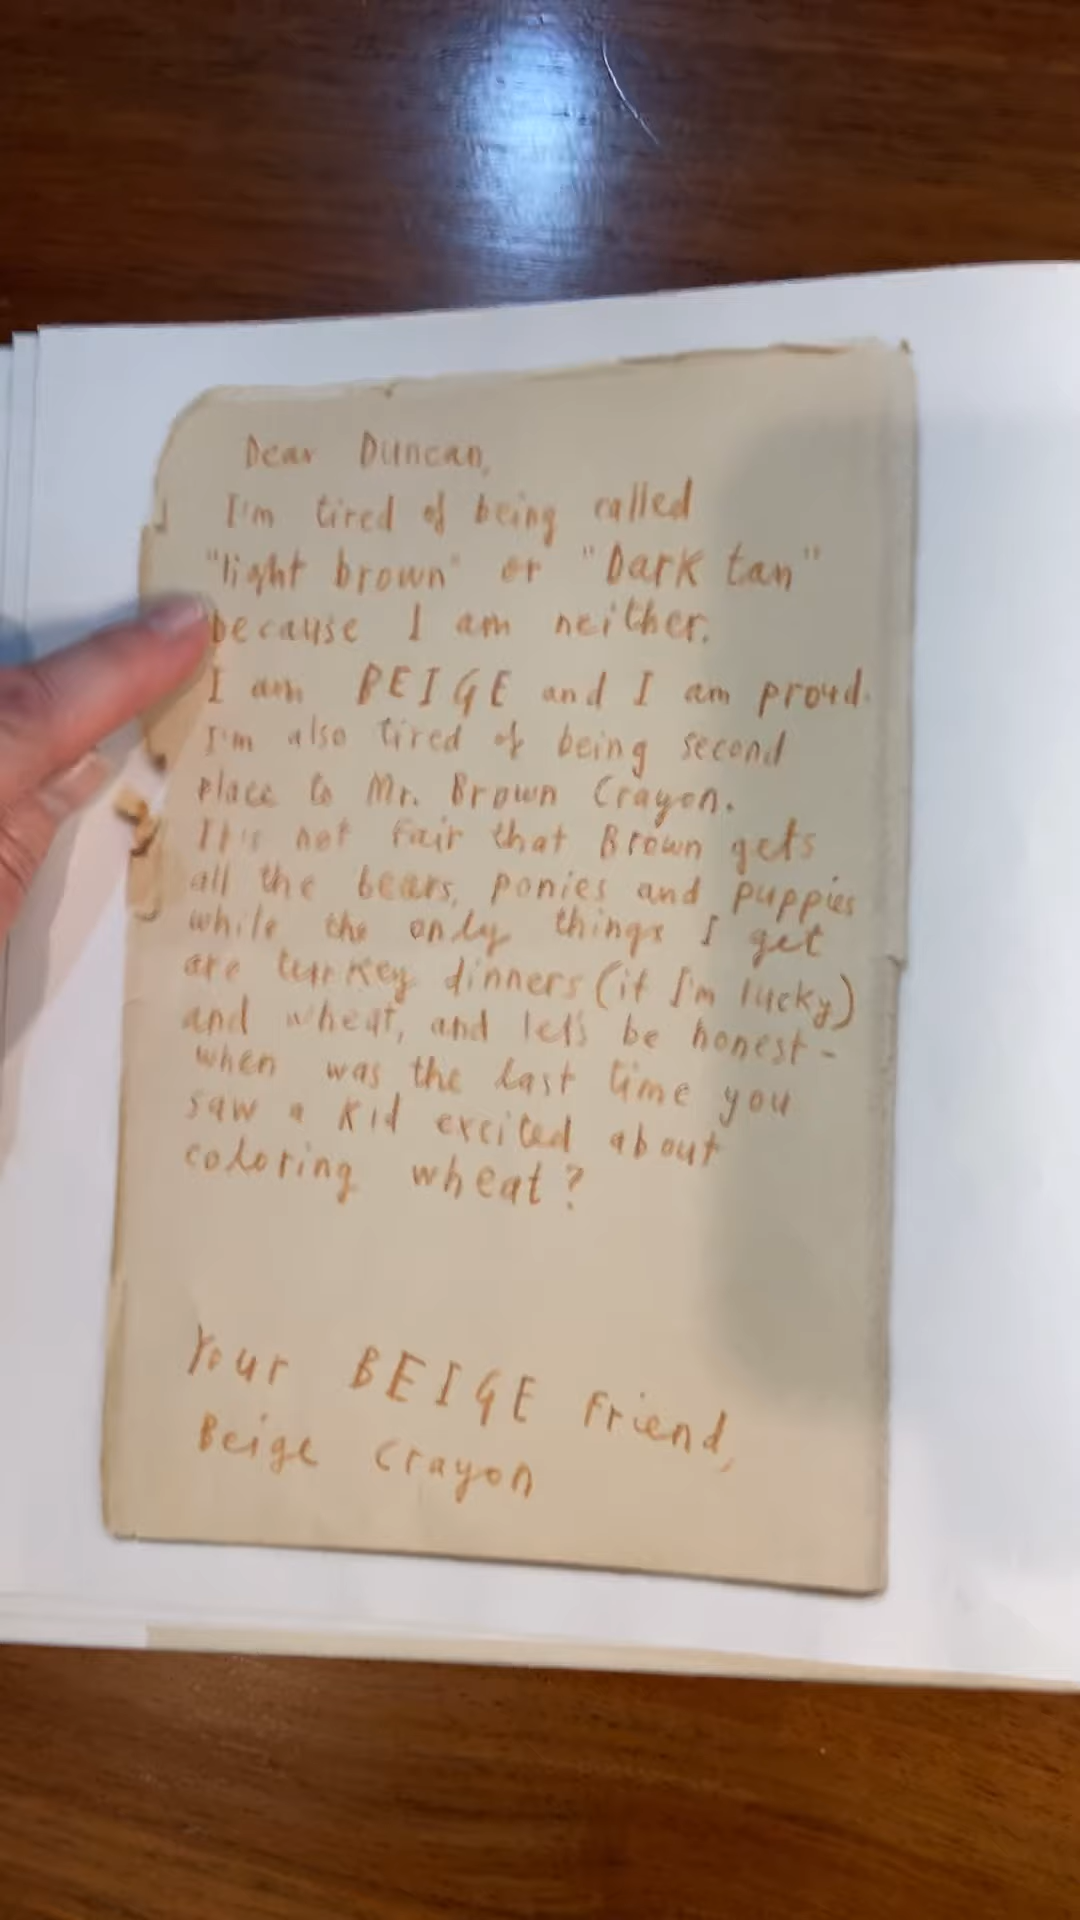 Dear Duncan,
I'm tired of being called
"light brown" or "Dark tan"
because I am neither.
I am BEIGE and I am proud.
I'm also tired of being second
place to Mr. Brown Crayon.
It's not fair that Brown gets
all the bears, ponies and puppies
while the only things I get
are turkey dinners (if I'm lucky)
and wheat, and let's be honest -
when was the last time you
saw a kid excited about
coloring wheat?
Your BEIGE friend,
Beige Crayon